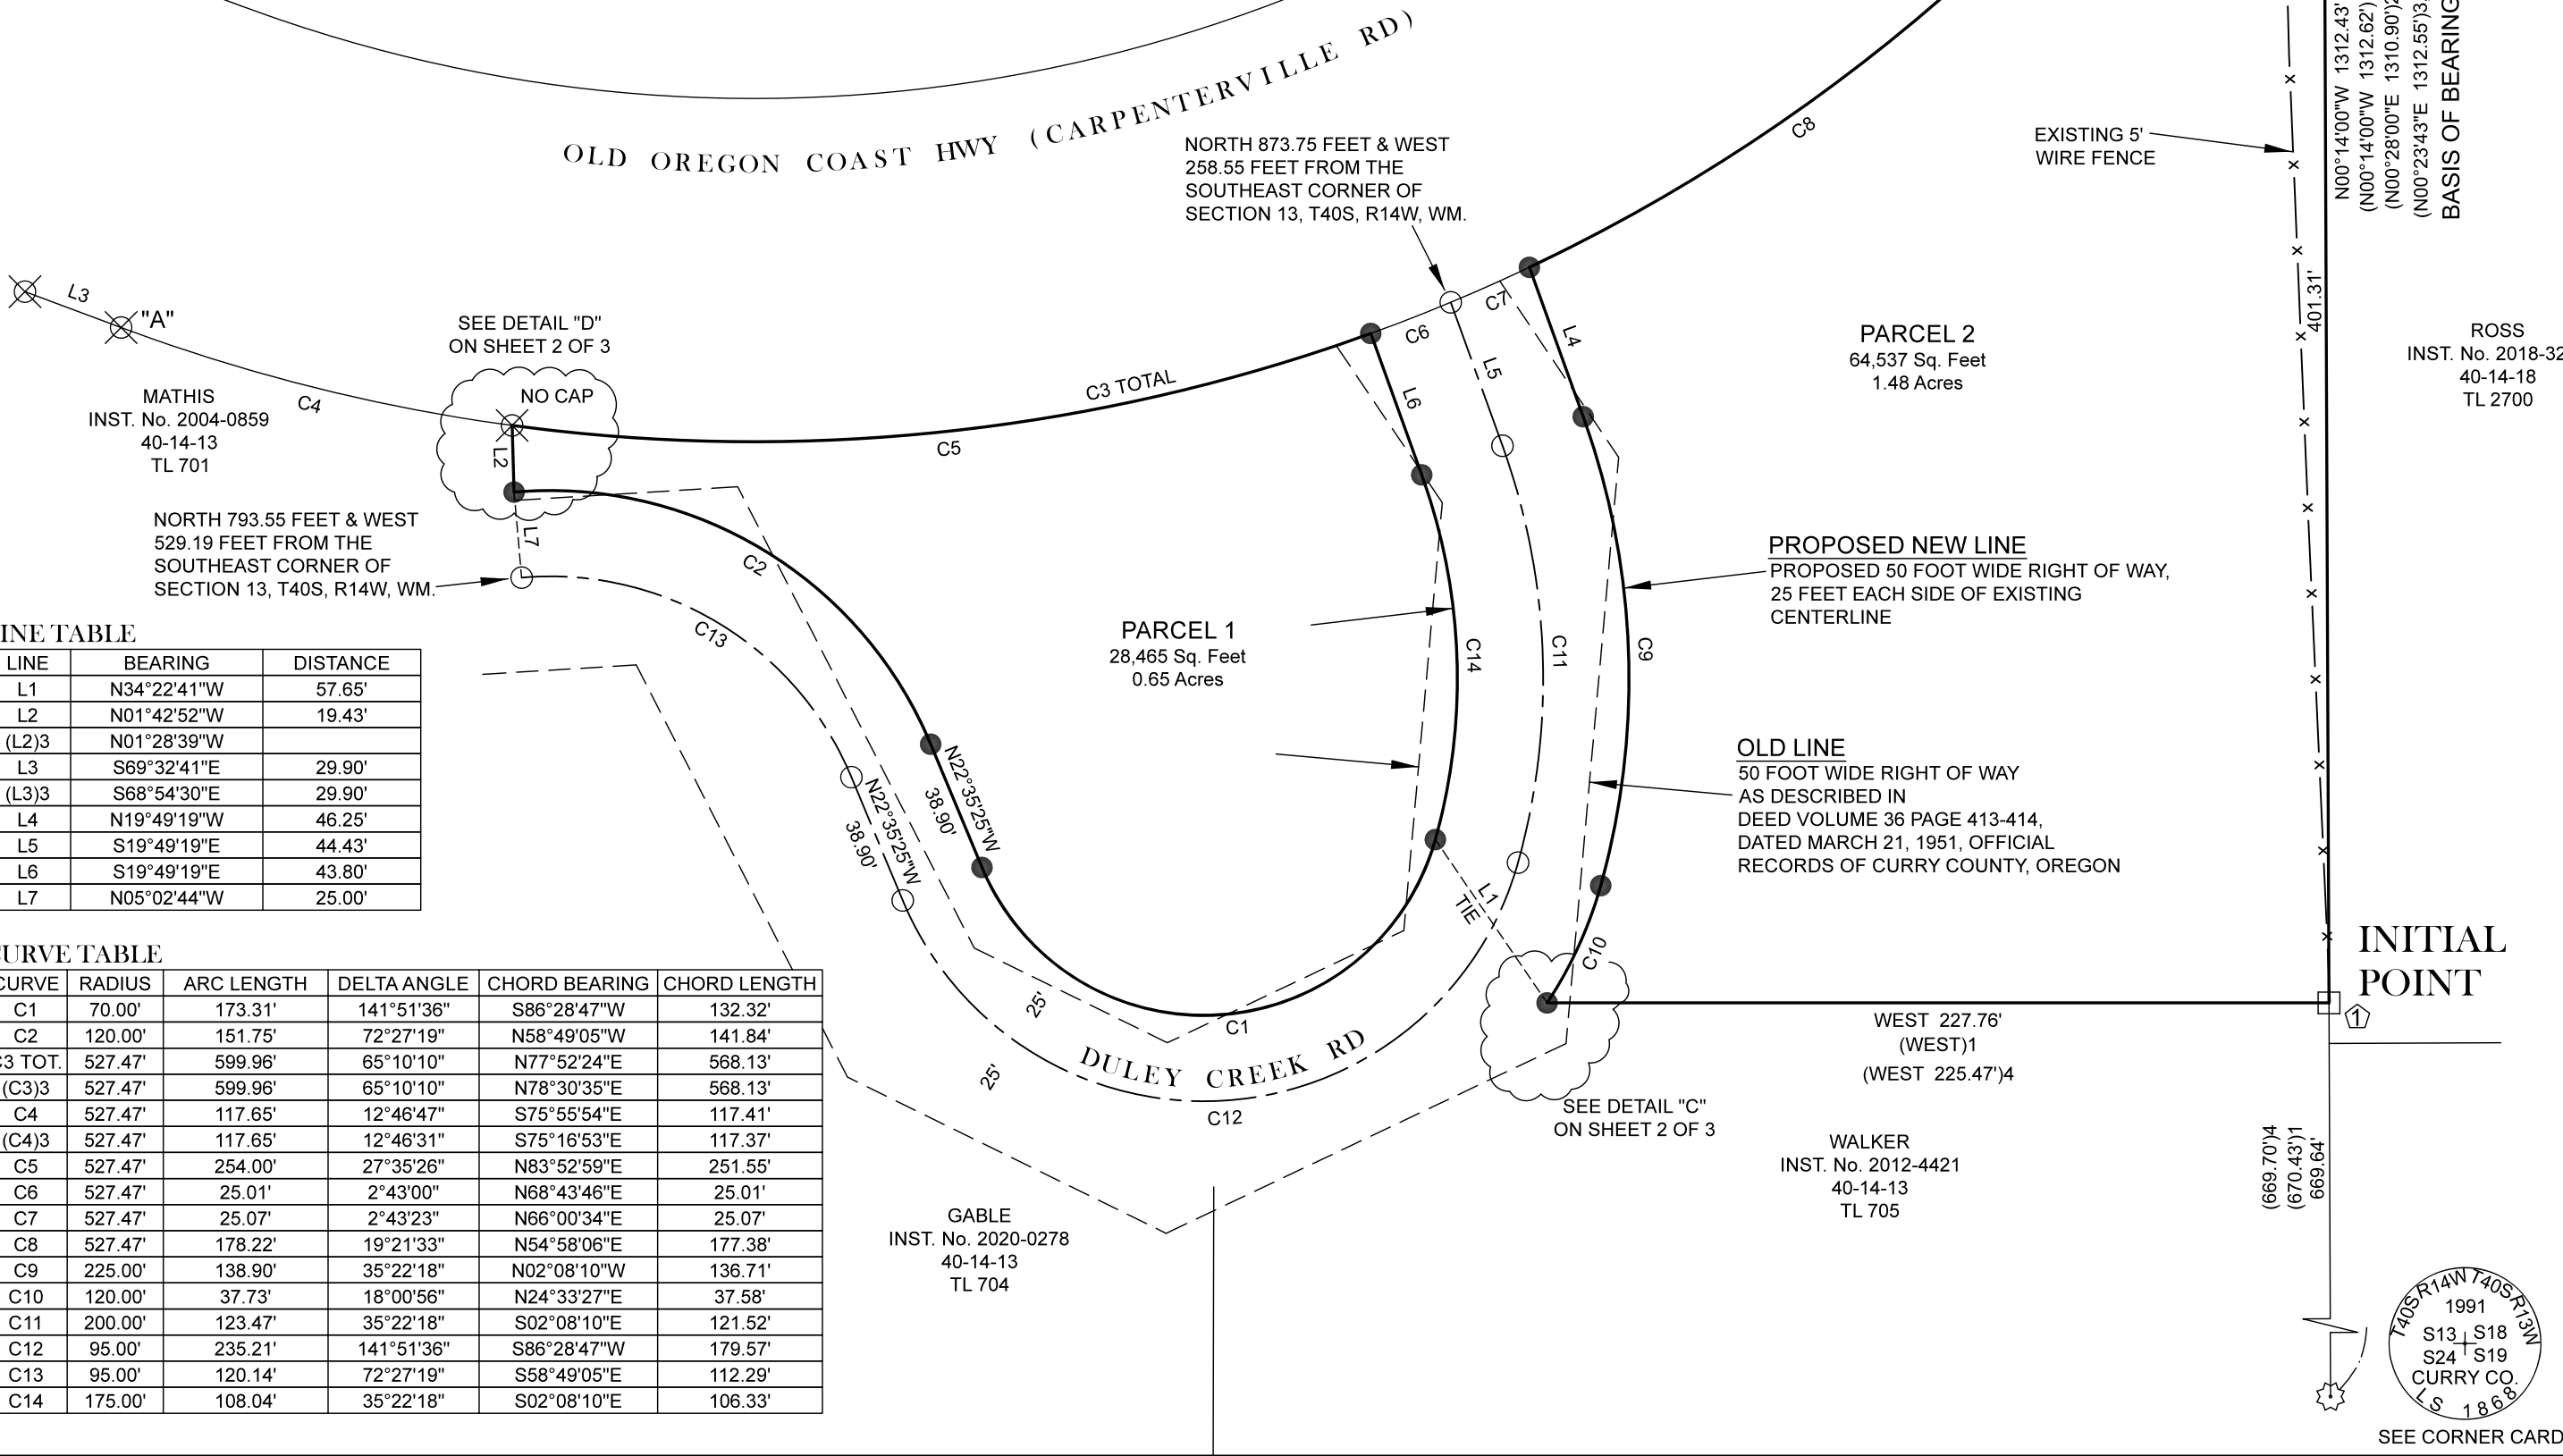 OLD OREGON COAST HWY (CARPENTERVILLE RD)
N00°14'00"W 1312.43'
(N00°14'00"W 1312.62')
(N00°28'00"E 1310.90')
(N00°23'43"E 1312.55')3
BASIS OF BEARING
C8
EXISTING 5'
WIRE FENCE
NORTH 873.75 FEET & WEST
258.55 FEET FROM THE
SOUTHEAST CORNER OF
SECTION 13, T40S, R14W, WM.
L3
"A"
SEE DETAIL "D"
ON SHEET 2 OF 3
NO CAP
MATHIS
INST. No. 2004-0859
40-14-13
TL 701
C4
L2
C5
C3 TOTAL
C6
C7
L6
L5
L4
PARCEL 2
64,537 Sq. Feet
1.48 Acres
401.31'
ROSS
INST. No. 2018-32
40-14-18
TL 2700
NORTH 793.55 FEET & WEST
529.19 FEET FROM THE
SOUTHEAST CORNER OF
SECTION 13, T40S, R14W, WM.
L7
C2
C13
PARCEL 1
28,465 Sq. Feet
0.65 Acres
C14
C11
C9
PROPOSED NEW LINE
PROPOSED 50 FOOT WIDE RIGHT OF WAY,
25 FEET EACH SIDE OF EXISTING
CENTERLINE
OLD LINE
50 FOOT WIDE RIGHT OF WAY
AS DESCRIBED IN
DEED VOLUME 36 PAGE 413-414,
DATED MARCH 21, 1951, OFFICIAL
RECORDS OF CURRY COUNTY, OREGON
N22°35'25"W
38.90'
N22°35'25"W
38.90'
L1
TIE
C10
25'
25'
C1
DULEY CREEK RD
C12
INITIAL
POINT
1
WEST 227.76'
(WEST)1
(WEST 225.47')4
SEE DETAIL "C"
ON SHEET 2 OF 3
WALKER
INST. No. 2012-4421
40-14-13
TL 705
GABLE
INST. No. 2020-0278
40-14-13
TL 704
(669.70')4
(670.43')1
669.64'
T40S R14W T40S R13W
1991
S13 S18
S24 S19
CURRY CO.
LS 1868
SEE CORNER CARD
INE TABLE
LINE BEARING DISTANCE
L1 N34°22'41"W 57.65'
L2 N01°42'52"W 19.43'
(L2)3 N01°28'39"W
L3 S69°32'41"E 29.90'
(L3)3 S68°54'30"E 29.90'
L4 N19°49'19"W 46.25'
L5 S19°49'19"E 44.43'
L6 S19°49'19"E 43.80'
L7 N05°02'44"W 25.00'
URVE TABLE
CURVE RADIUS ARC LENGTH DELTA ANGLE CHORD BEARING CHORD LENGTH
C1 70.00' 173.31' 141°51'36" S86°28'47"W 132.32'
C2 120.00' 151.75' 72°27'19" N58°49'05"W 141.84'
C3 TOT. 527.47' 599.96' 65°10'10" N77°52'24"E 568.13'
(C3)3 527.47' 599.96' 65°10'10" N78°30'35"E 568.13'
C4 527.47' 117.65' 12°46'47" S75°55'54"E 117.41'
(C4)3 527.47' 117.65' 12°46'31" S75°16'53"E 117.37'
C5 527.47' 254.00' 27°35'26" N83°52'59"E 251.55'
C6 527.47' 25.01' 2°43'00" N68°43'46"E 25.01'
C7 527.47' 25.07' 2°43'23" N66°00'34"E 25.07'
C8 527.47' 178.22' 19°21'33" N54°58'06"E 177.38'
C9 225.00' 138.90' 35°22'18" N02°08'10"W 136.71'
C10 120.00' 37.73' 18°00'56" N24°33'27"E 37.58'
C11 200.00' 123.47' 35°22'18" S02°08'10"E 121.52'
C12 95.00' 235.21' 141°51'36" S86°28'47"W 179.57'
C13 95.00' 120.14' 72°27'19" S58°49'05"E 112.29'
C14 175.00' 108.04' 35°22'18" S02°08'10"E 106.33'